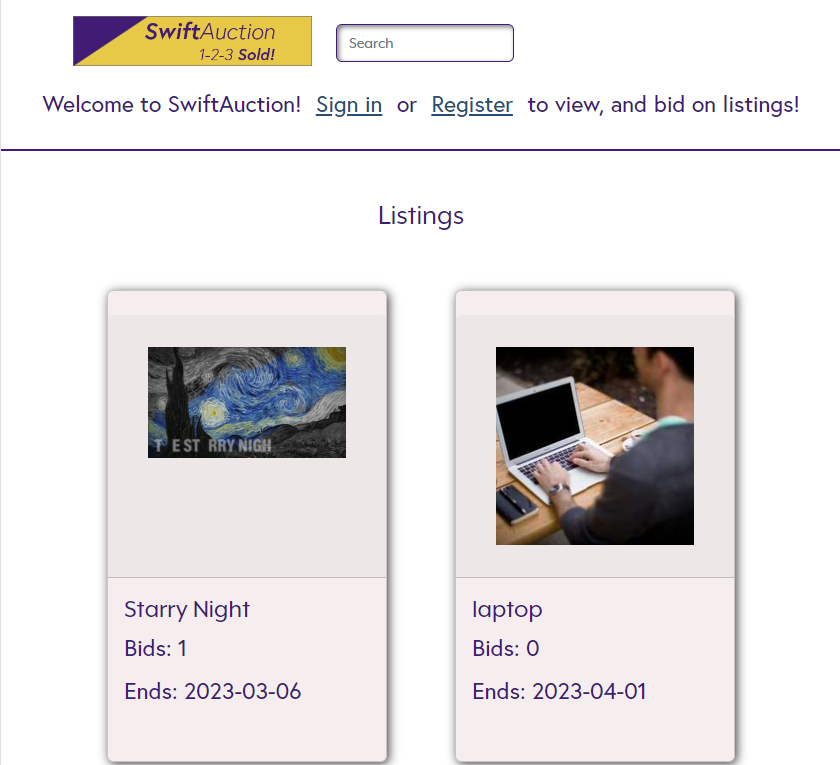 SwiftAuction
1-2-3 Sold!
Search
Welcome to SwiftAuction! Sign in or Register to view, and bid on listings!
Listings
T EST RRY NIGH
Starry Night
Bids: 1
Ends: 2023-03-06
laptop
Bids: 0
Ends: 2023-04-01